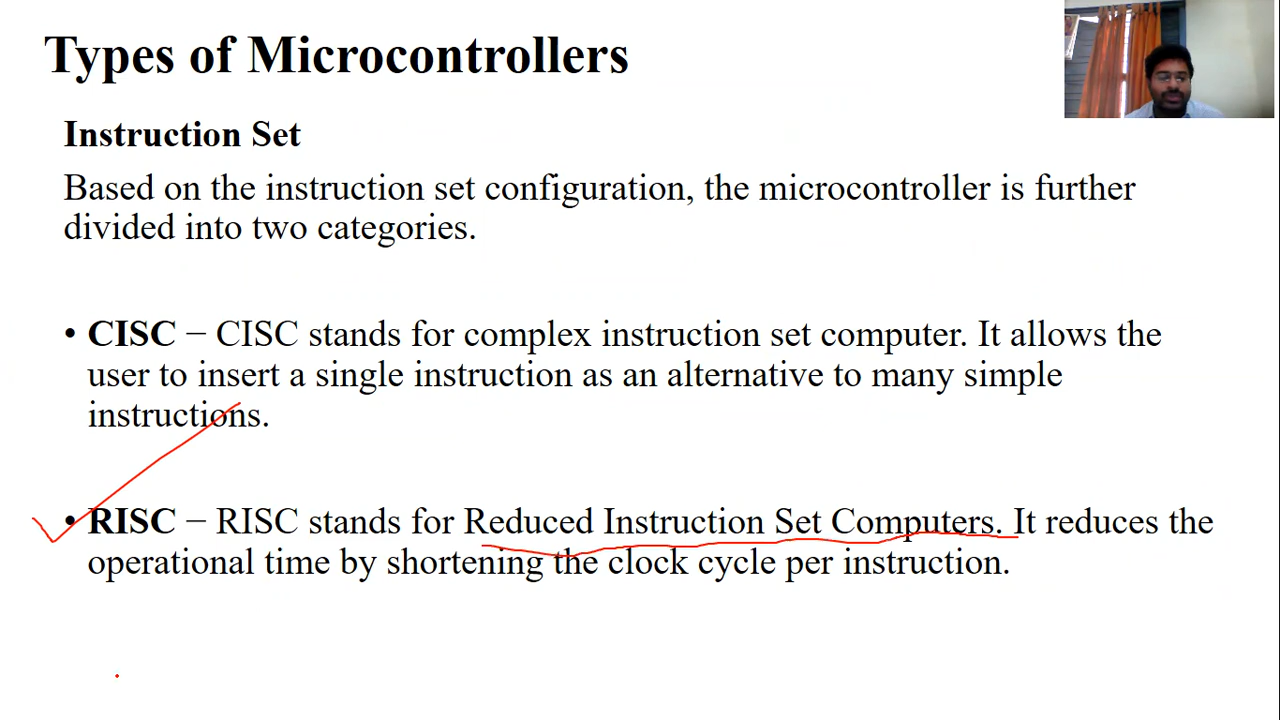 Types of Microcontrollers
Instruction Set
Based on the instruction set configuration, the microcontroller is further
divided into two categories.
• CISC − CISC stands for complex instruction set computer. It allows the
user to insert a single instruction as an alternative to many simple
instructions.
• RISC − RISC stands for Reduced Instruction Set Computers. It reduces the
operational time by shortening the clock cycle per instruction.